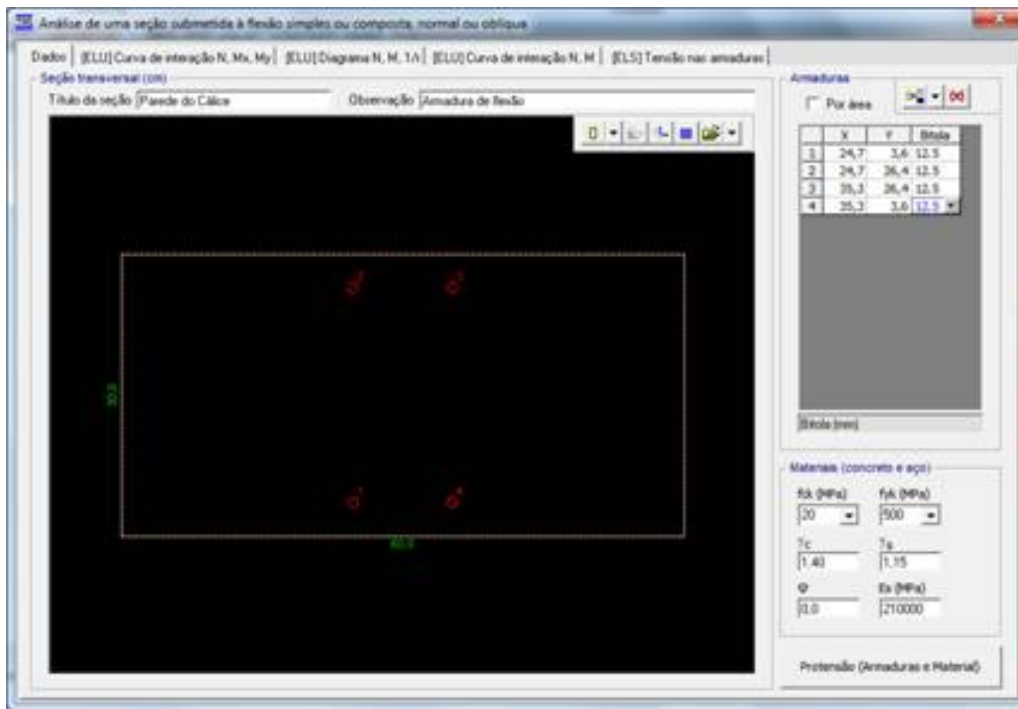 Análise de uma seção submetida à flexão simples ou composta, normal ou oblíqua
Dados [ELU] Curva de interação N, Mx, My [ELU] Diagrama N, M, 1/r [ELU] Curva de interação N, M [ELS] Tensão nas armaduras
Seção transversal (cm)
Título da seção Parede do Cálice Observação Armadura de flexão
30,0
60,0
Armaduras
Por área
X Y Bitola
1 24,7 3,6 12.5
2 24,7 26,4 12.5
3 35,3 26,4 12.5
4 35,3 3,6 12.5
Bitola (mm)
Materiais (concreto e aço)
fck (MPa) fyk (MPa)
20 500
?c ?s
1.40 1.15
φ Es (MPa)
0.0 210000
Protensão (Armaduras e Material)